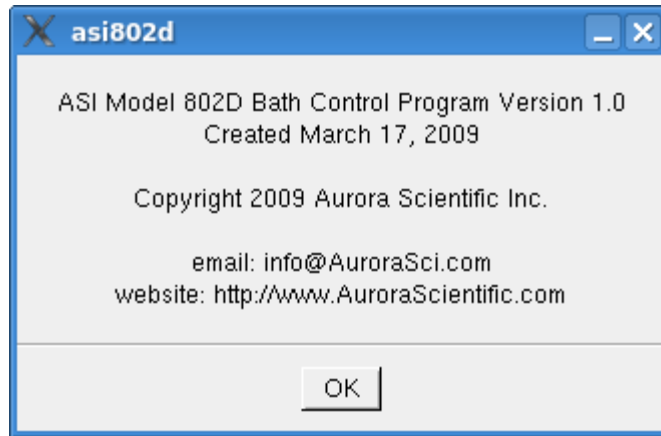 asi802d
ASI Model 802D Bath Control Program Version 1.0
Created March 17, 2009
Copyright 2009 Aurora Scientific Inc.
email: info@AuroraSci.com
website: http://www.AuroraScientific.com
OK